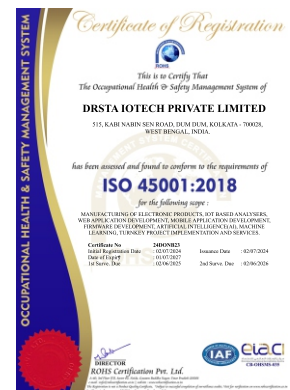 Certificate of Registration
ROHS
This is to Certify That
The Occupational Health & Safety Management System of
DRSTA IOTECH PRIVATE LIMITED
515, KABI NABIN SEN ROAD, DUM DUM, KOLKATA - 700028,
WEST BENGAL, INDIA.
has been assessed and found to conform to the requirements of
ISO 45001:2018
for the following scope :
MANUFACTURING OF ELECTRONIC PRODUCTS, IOT BASED ANALYSERS,
WEB APPLICATION DEVELOPMENT, MOBILE APPLICATION DEVELOPMENT,
FIRMWARE DEVELOPMENT, ARTIFICIAL INTELLIGENCE(AI), MACHINE
LEARNING, TURNKEY PROJECT IMPLEMENTATION AND SERVICES.
Certificate No : 24DONB23
Initial Registration Date : 02/07/2024 Issuance Date : 02/07/2024
Date of Expiry : 01/07/2027
1st Surve. Due : 02/06/2025 2nd Surve. Due : 02/06/2026
DIRECTOR
ROHS Certification Pvt. Ltd.
IAF
OCCUPATIONAL HEALTH & SAFETY MANAGEMENT SYSTEM